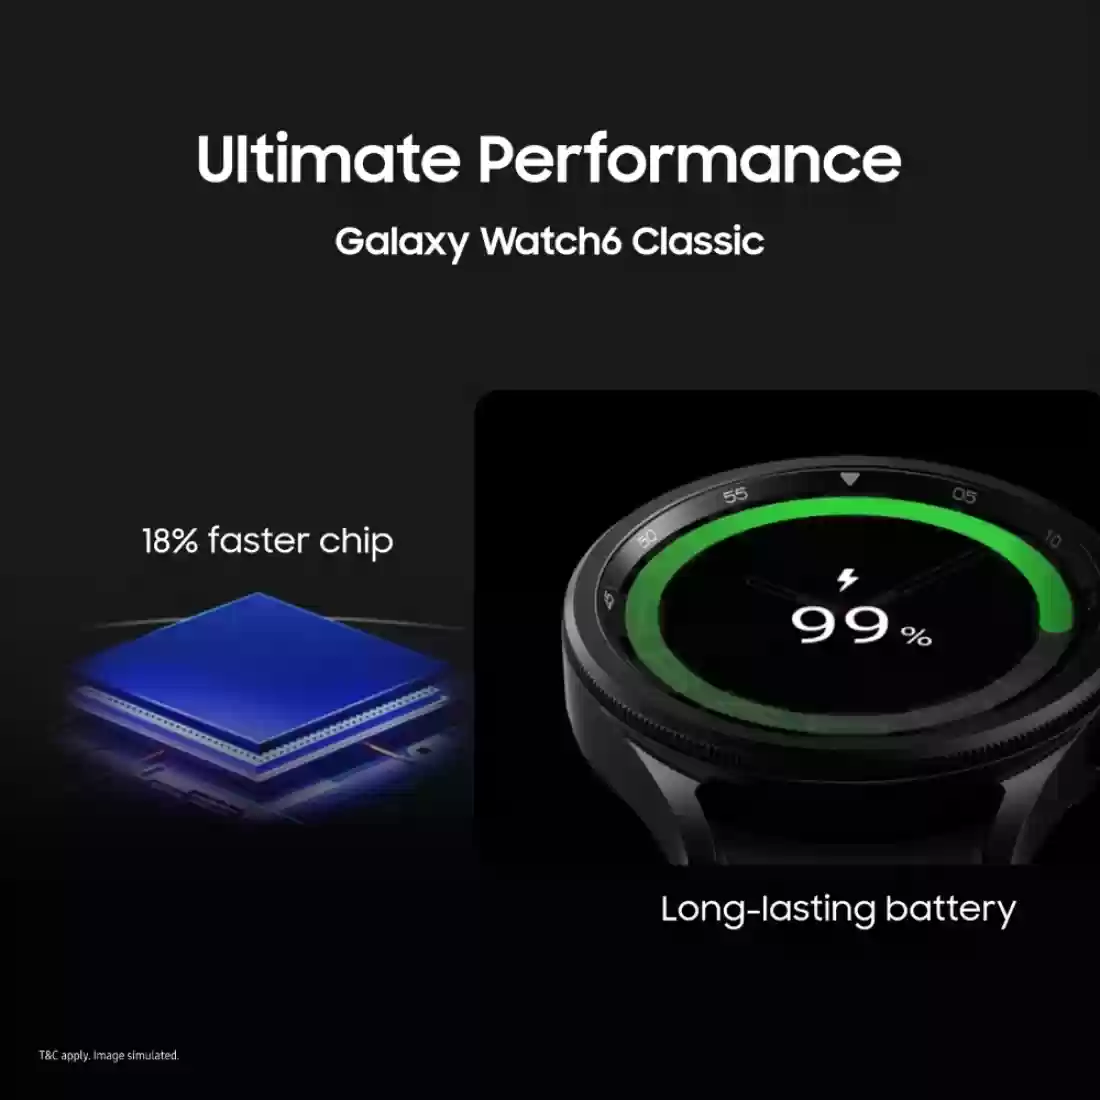 Ultimate Performance
Galaxy Watch6 Classic
18% faster chip
55
05
50
10
45
99 %
Long-lasting battery
T&C apply. Image simulated.